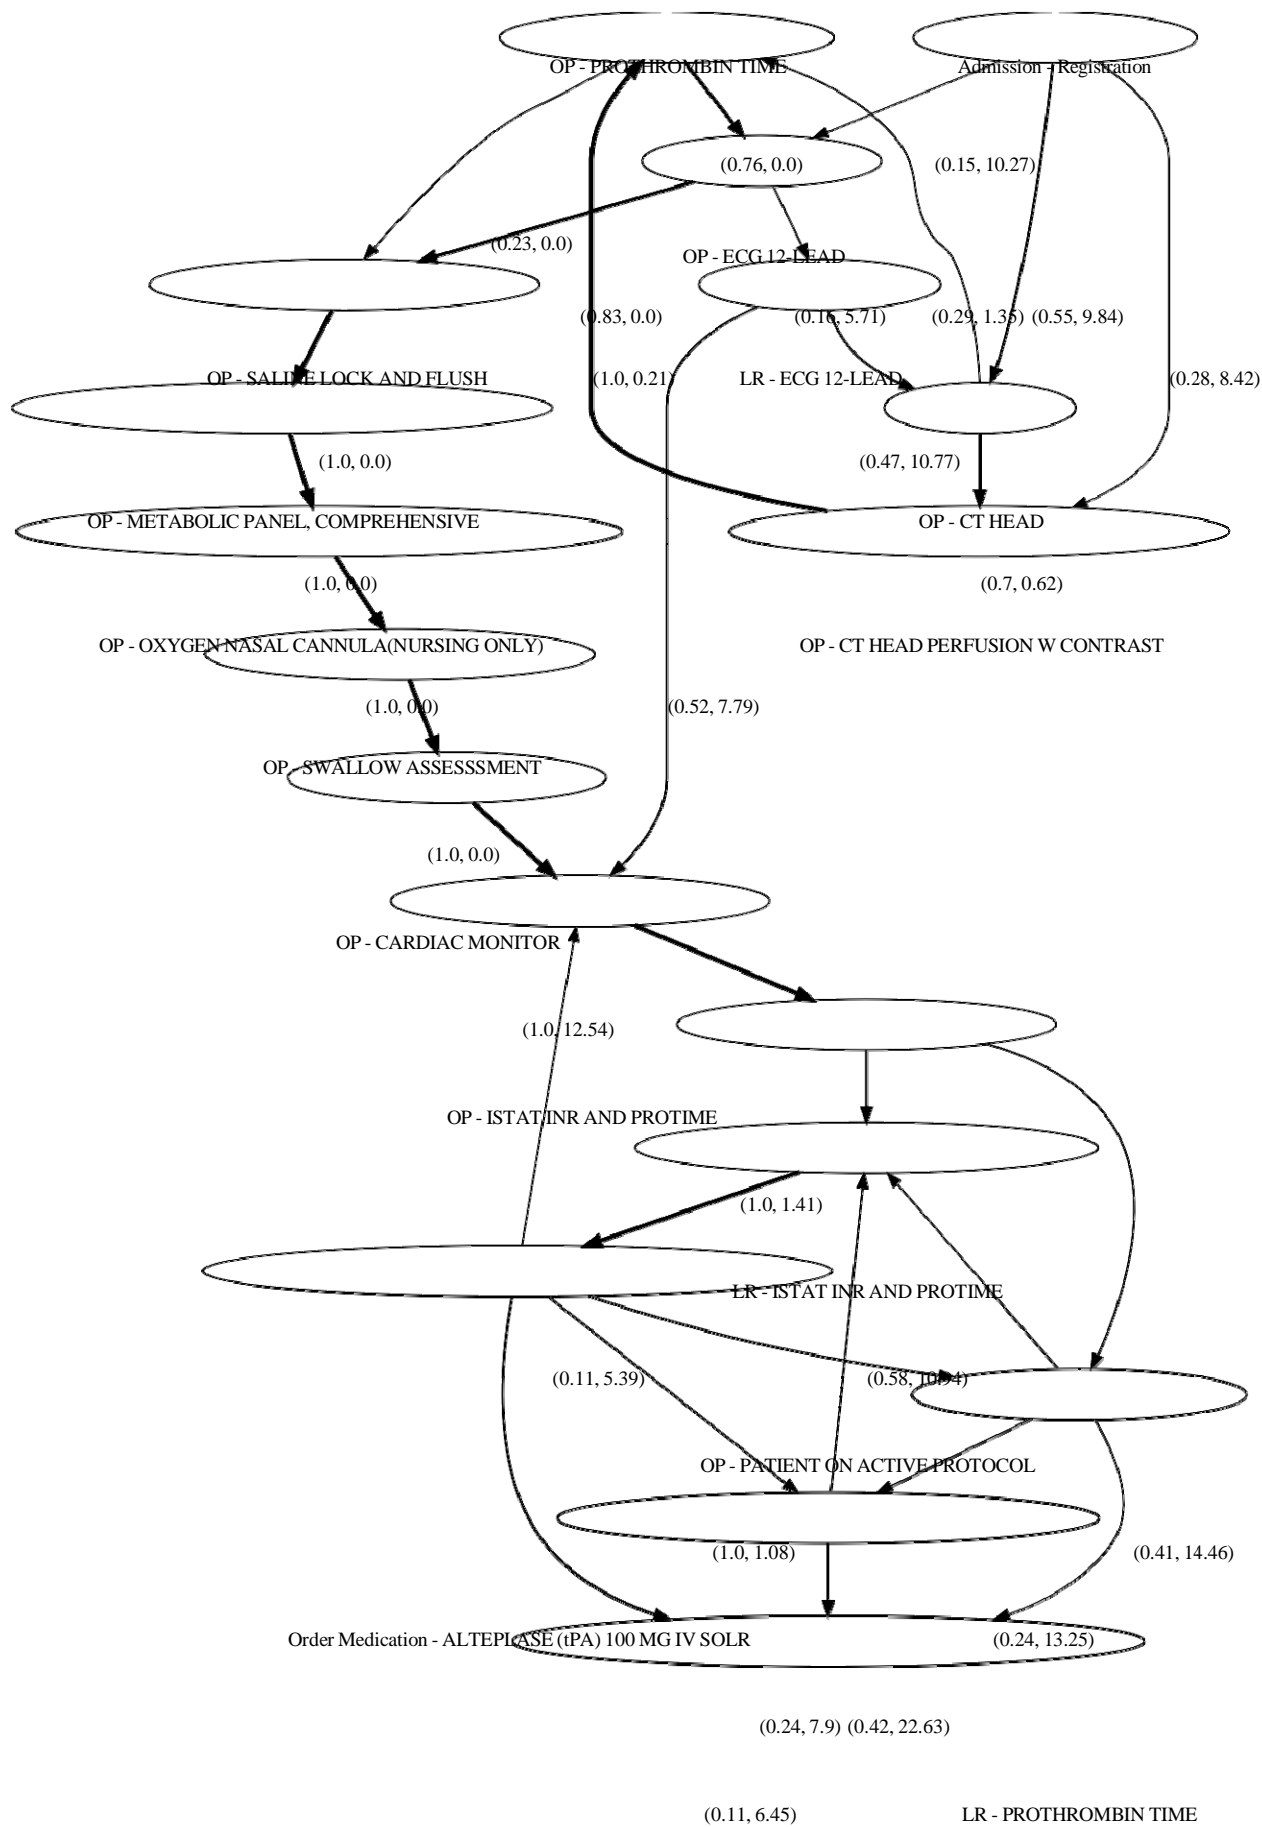 OP - PROTHROMBIN TIME
Admission - Registration
(0.76, 0.0)
(0.15, 10.27)
(0.23, 0.0)
OP - ECG 12-LEAD
(0.83, 0.0)
(0.16, 5.71)
(0.29, 1.35)
(0.55, 9.84)
OP - SALINE LOCK AND FLUSH
(1.0, 0.21)
LR - ECG 12-LEAD
(0.28, 8.42)
(1.0, 0.0)
(0.47, 10.77)
OP - METABOLIC PANEL, COMPREHENSIVE
OP - CT HEAD
(1.0, 0.0)
(0.7, 0.62)
OP - OXYGEN NASAL CANNULA(NURSING ONLY)
OP - CT HEAD PERFUSION W CONTRAST
(1.0, 0.0)
(0.52, 7.79)
OP - SWALLOW ASSESSSMENT
(1.0, 0.0)
OP - CARDIAC MONITOR
(1.0, 12.54)
OP - ISTAT INR AND PROTIME
(1.0, 1.41)
LR - ISTAT INR AND PROTIME
(0.11, 5.39)
(0.58, 10.94)
OP - PATIENT ON ACTIVE PROTOCOL
(1.0, 1.08)
(0.41, 14.46)
Order Medication - ALTEPLASE (tPA) 100 MG IV SOLR
(0.24, 13.25)
(0.24, 7.9)
(0.42, 22.63)
(0.11, 6.45)
LR - PROTHROMBIN TIME